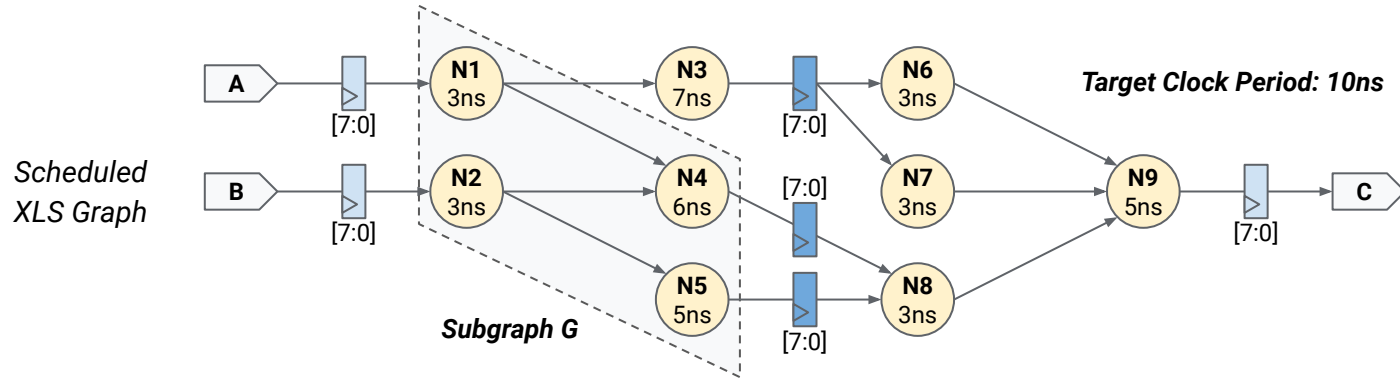 Scheduled
XLS Graph
A
[7:0]
B
[7:0]
N1
3ns
N2
3ns
Subgraph G
N3
7ns
N4
6ns
N5
5ns
[7:0]
[7:0]
[7:0]
N6
3ns
N7
3ns
N8
3ns
Target Clock Period: 10ns
N9
5ns
[7:0]
C